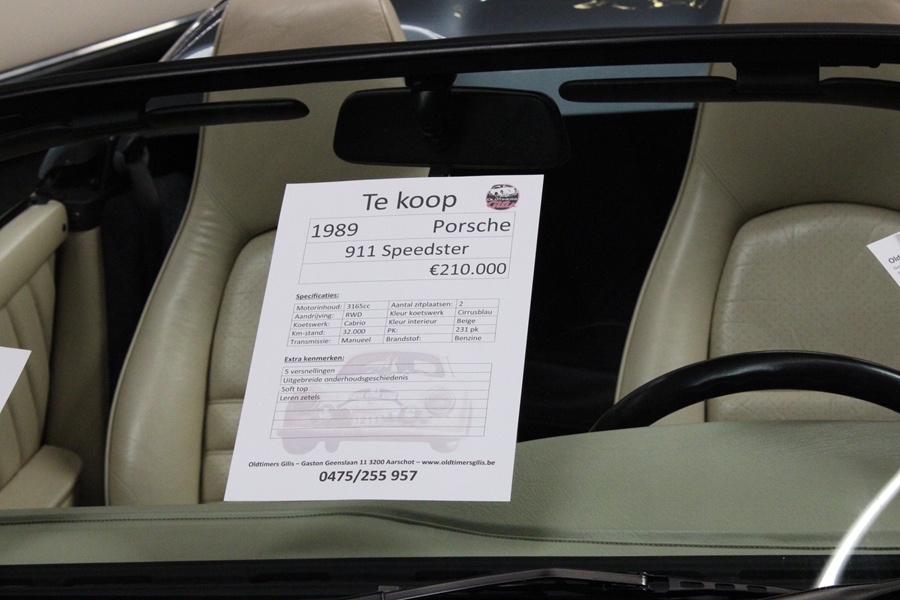 Te koop
OLDTIMERS
Gilis
1989 Porsche
911 Speedster
€210.000
Specificaties:
Motorinhoud: 3165cc Aantal zitplaatsen: 2
Aandrijving: RWD Kleur koetswerk Cirrusblau
Koetswerk: Cabrio Kleur interieur Beige
Km-stand: 32.000 PK: 231 pk
Transmissie: Manueel Brandstof: Benzine
Extra kenmerken:
5 versnellingen
Uitgebreide onderhoudsgeschiedenis
Soft top
Leren zetels
Oldtimers Gilis – Gaston Geenslaan 11 3200 Aarschot – www.oldtimersgilis.be
0475/255 957